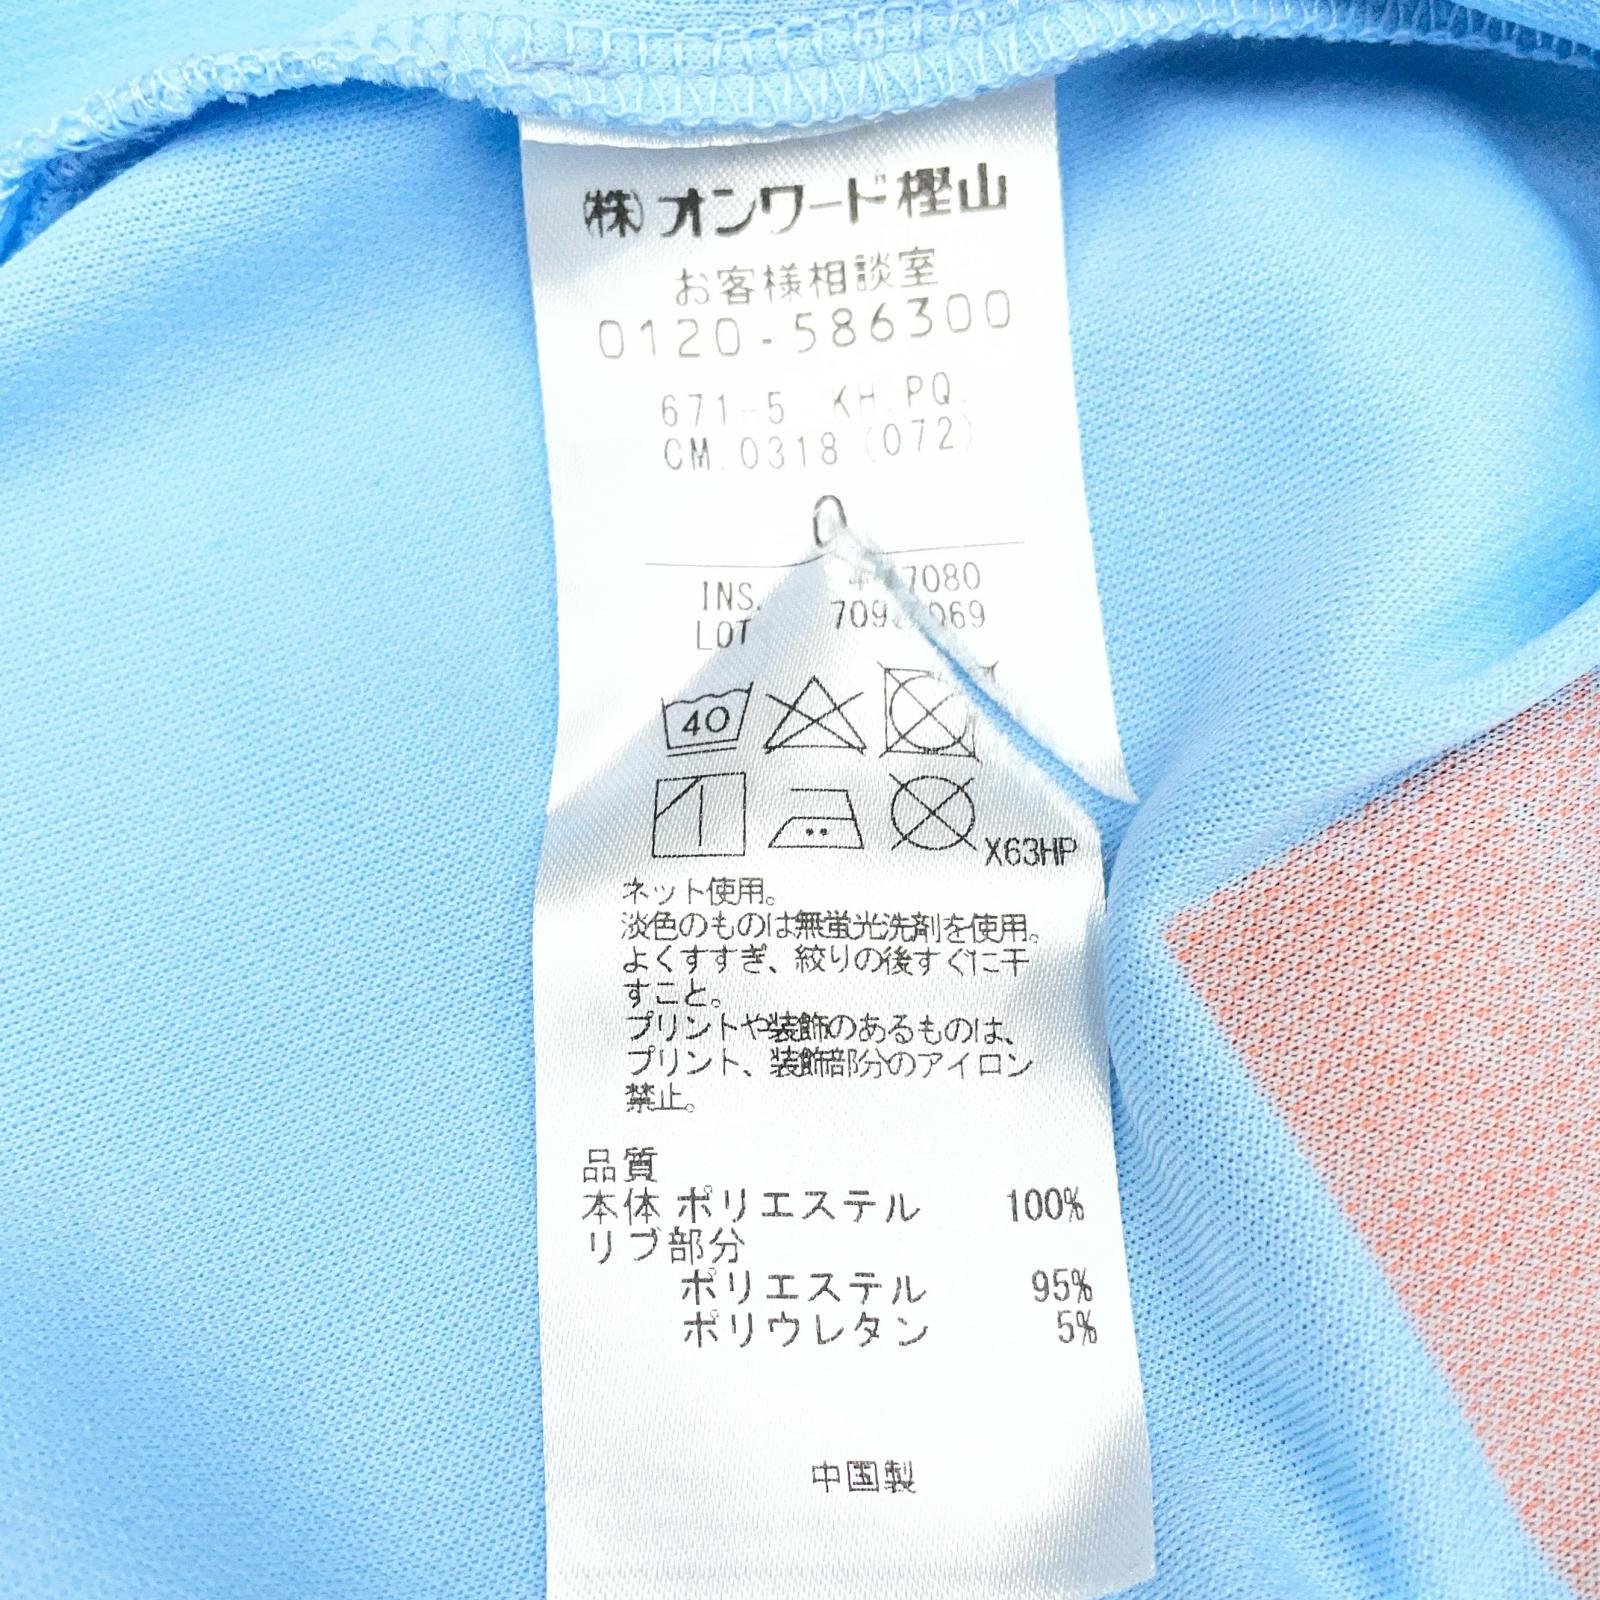 ㈱オンワード樫山
お客様相談室
0120-586300
671-5 KH.PQ.
CM.0318(072)
0
INS.
LOT
40
X63HP
ネット使用。
淡色のものは無蛍光洗剤を使用。
よくすすぎ、絞りの後すぐに干
すこと。
プリントや装飾のあるものは、
プリント、装飾部分のアイロン
禁止。
品質
本体 ポリエステル 100%
リブ部分
ポリエステル 95%
ポリウレタン 5%
中国製